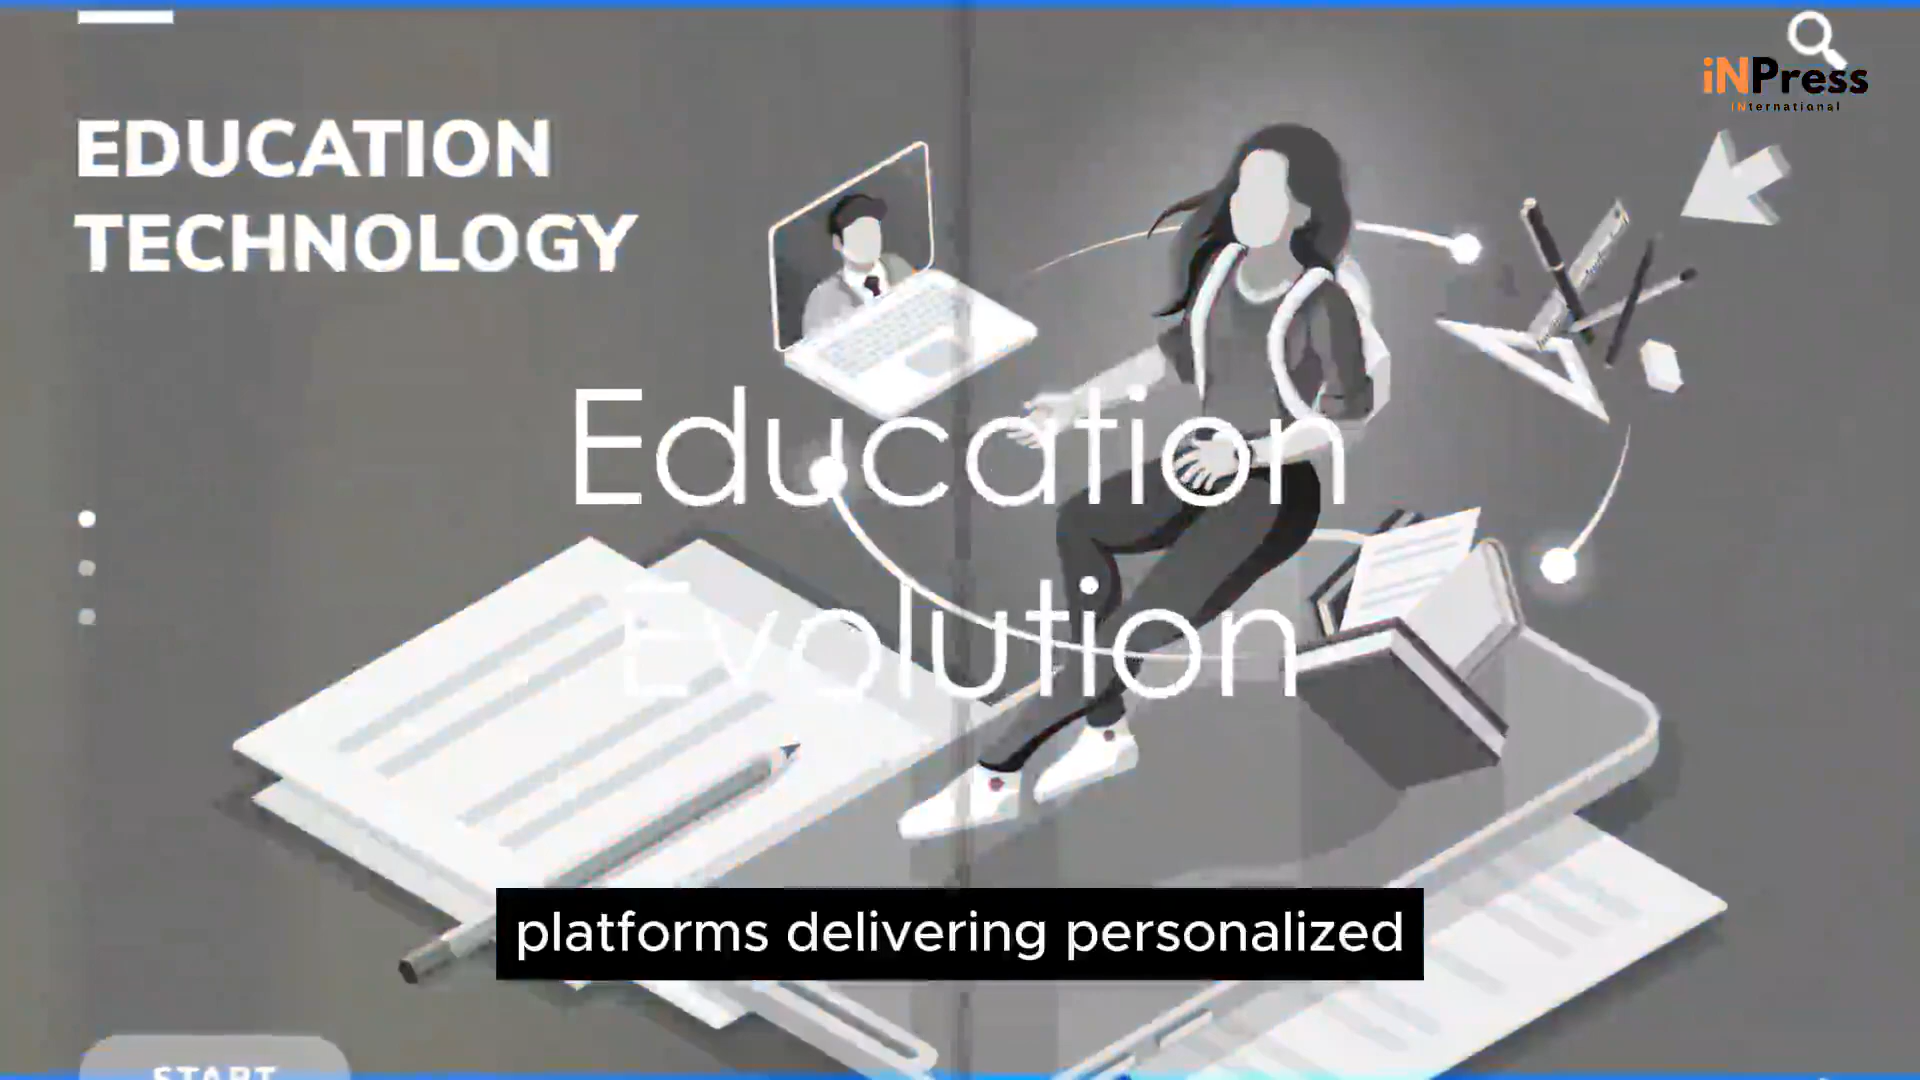 EDUCATION
TECHNOLOGY
iNPress
iNternational
Education
Evolution
platforms delivering personalized
START